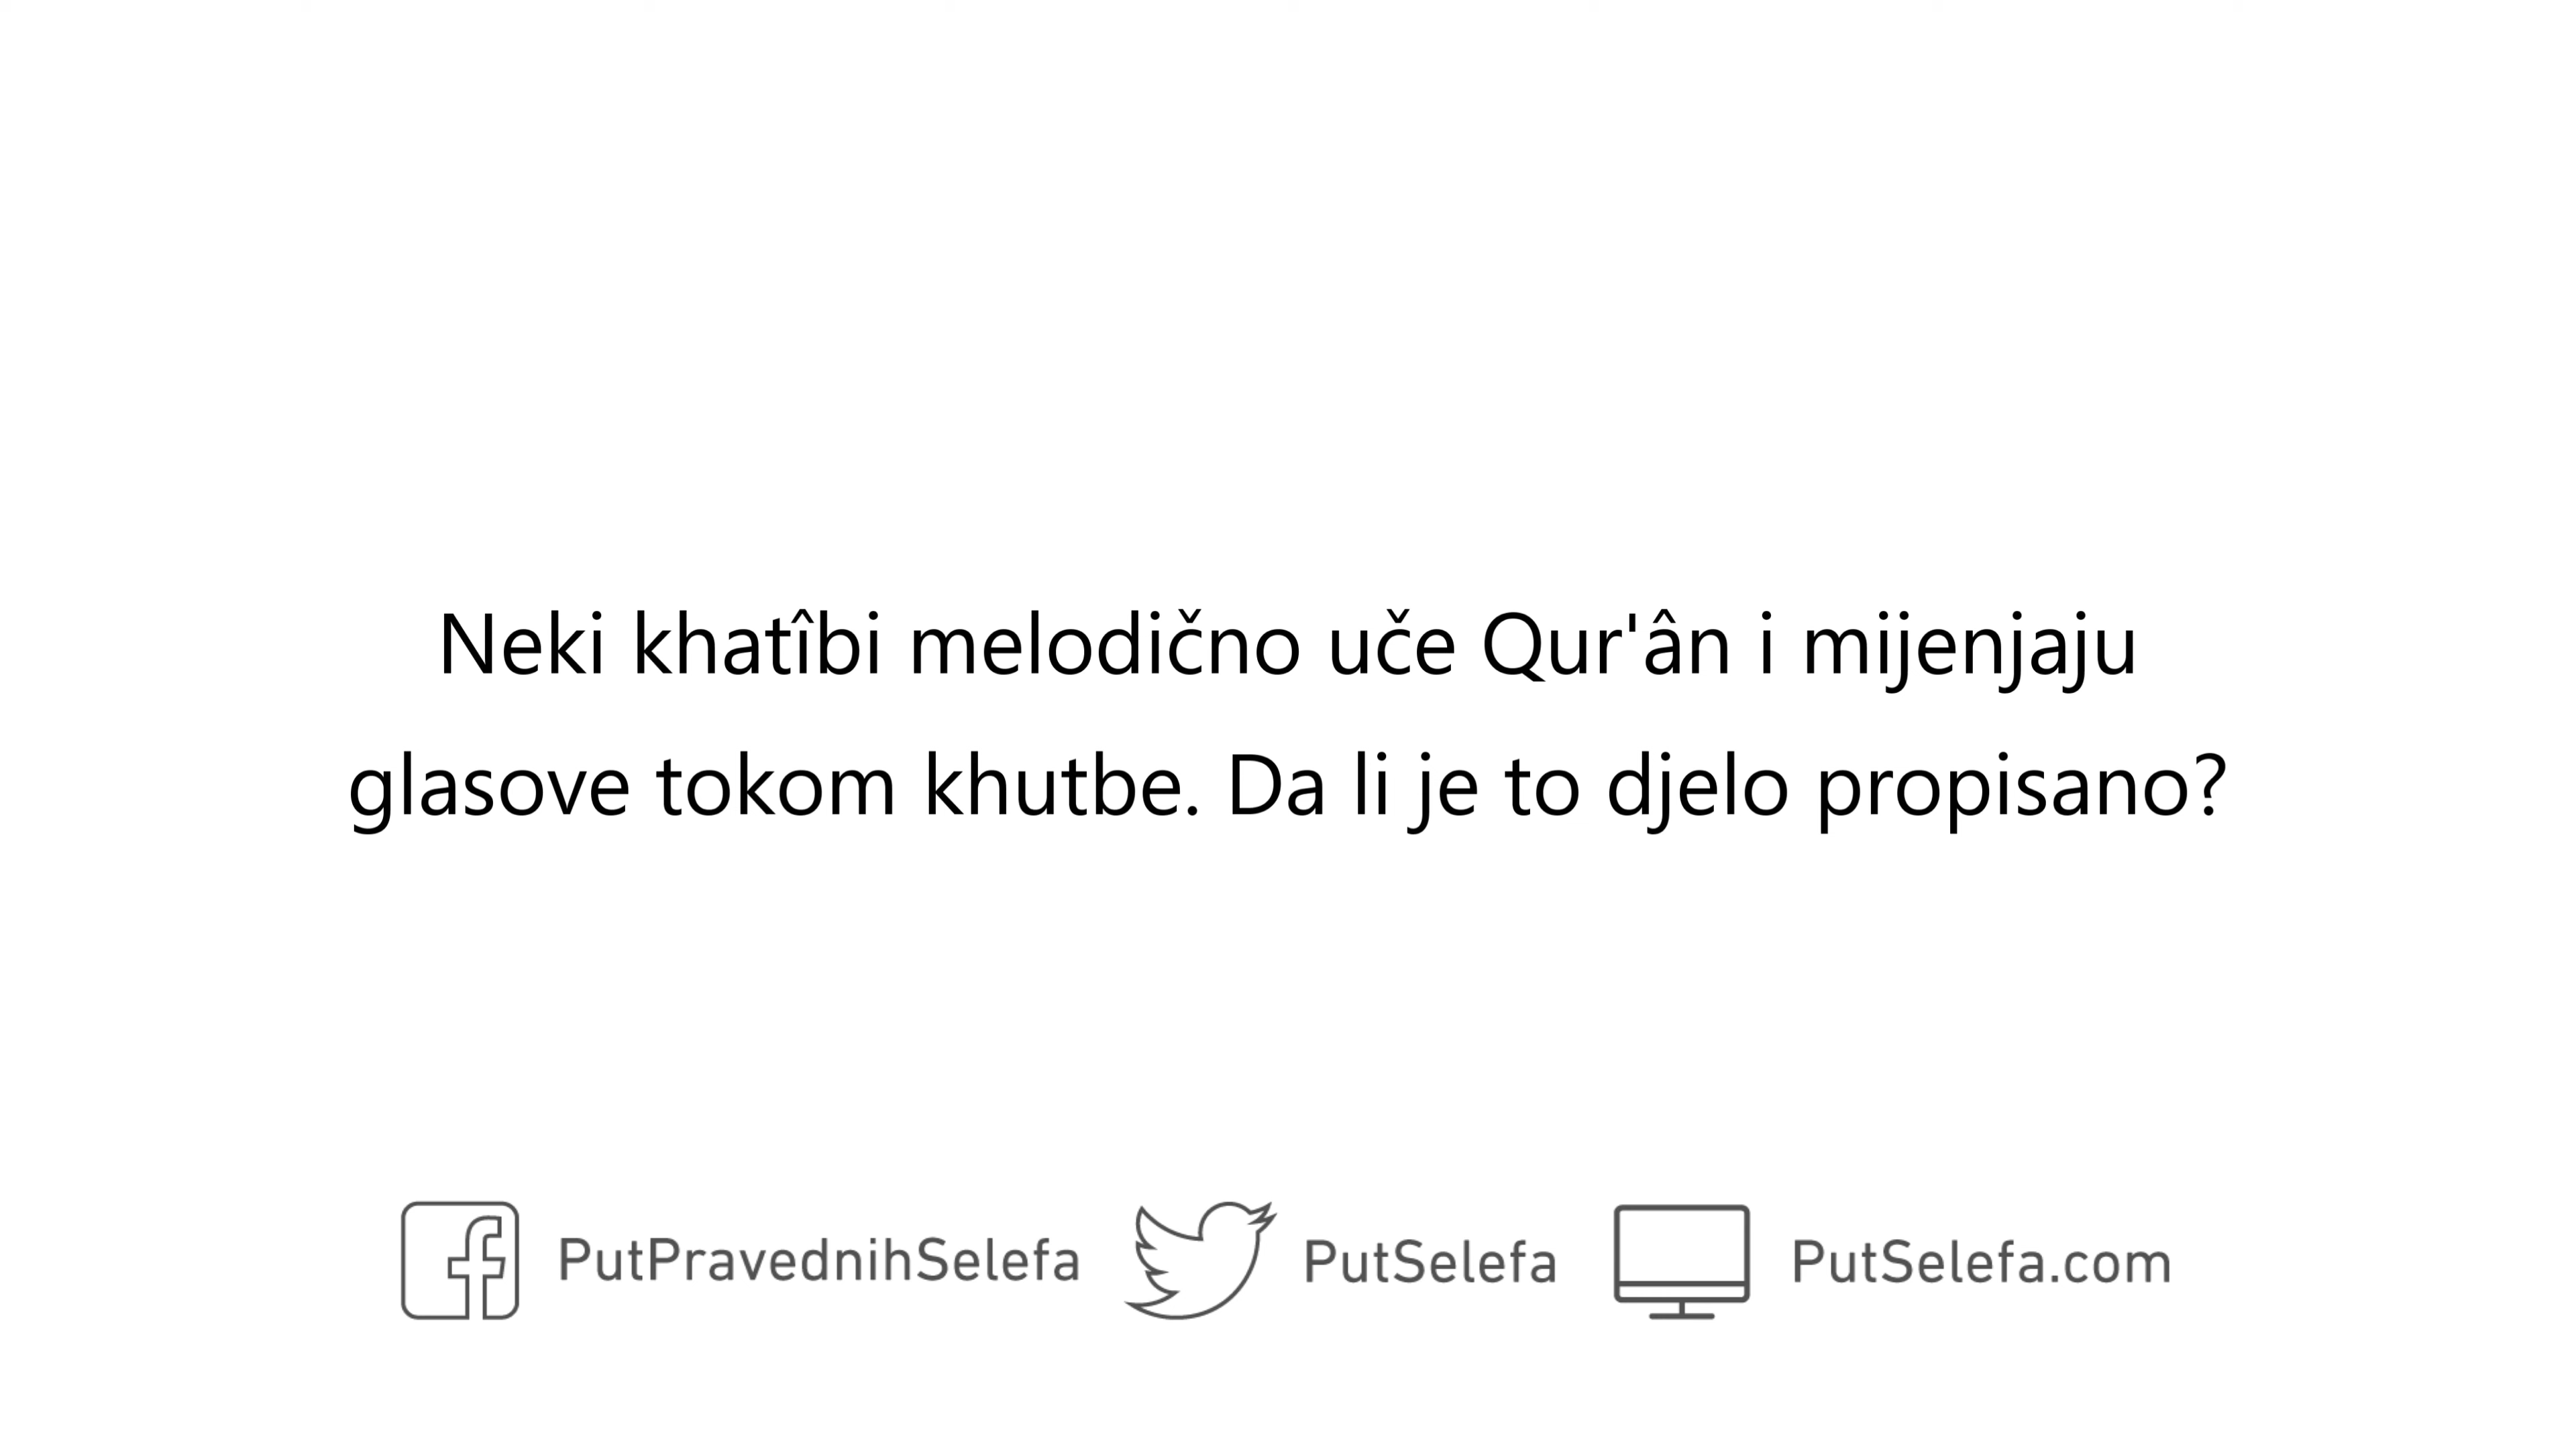 Neki khatîbi melodično uče Qur'ân i mijenjaju
glasove tokom khutbe. Da li je to djelo propisano?
PutPravednihSelefa PutSelefa PutSelefa.com